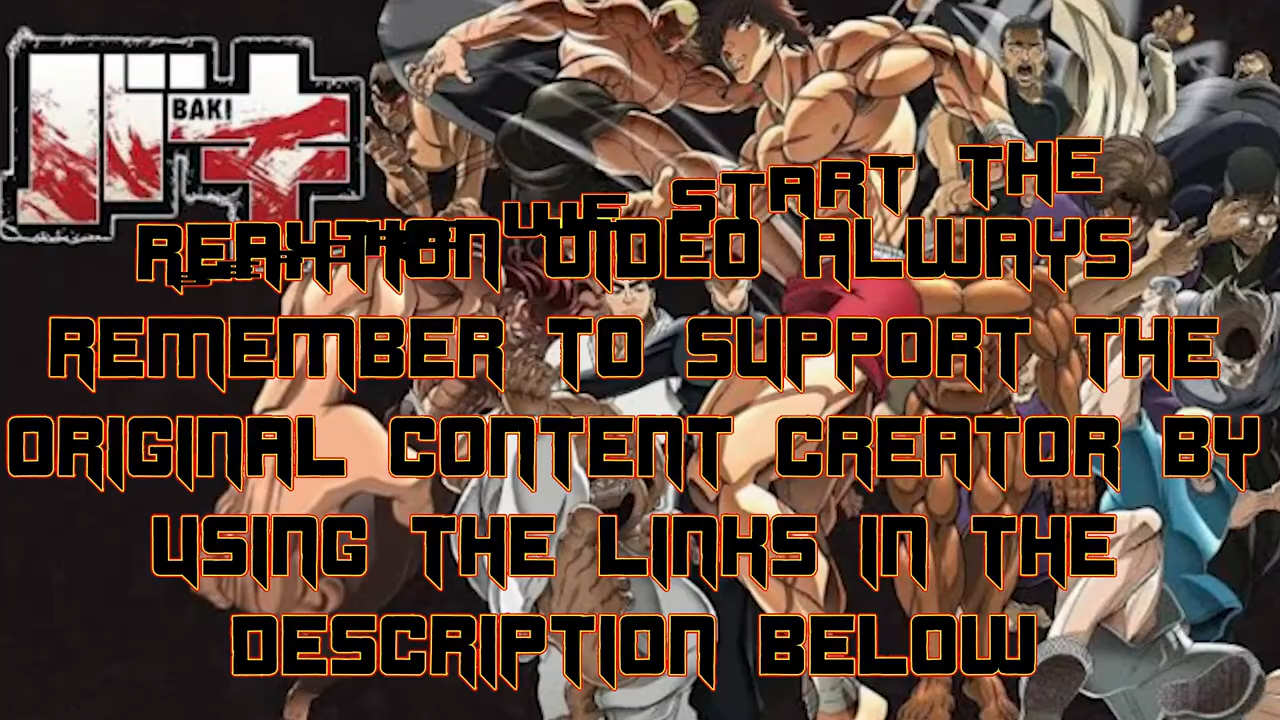 バキ
BAKI
WE START THE
REAKTION VIDEO ALWAYS
REMEMBER TO SUPPORT THE
ORIGINAL CONTENT CREATOR BY
USING THE LINKS IN THE
DESCRIPTION BELOW